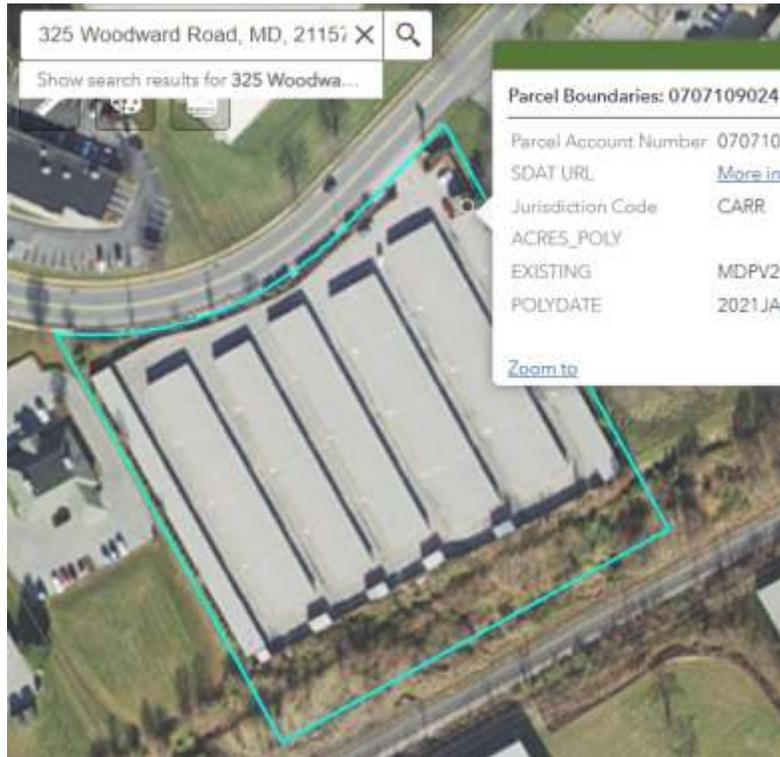 325 Woodward Road, MD, 21157
Show search results for 325 Woodwa...
Parcel Boundaries: 0707109024
Parcel Account Number 070710
SDAT URL More in
Jurisdiction Code CARR
ACRES_POLY
EXISTING MDPV2
POLYDATE 2021JA
Zoom to